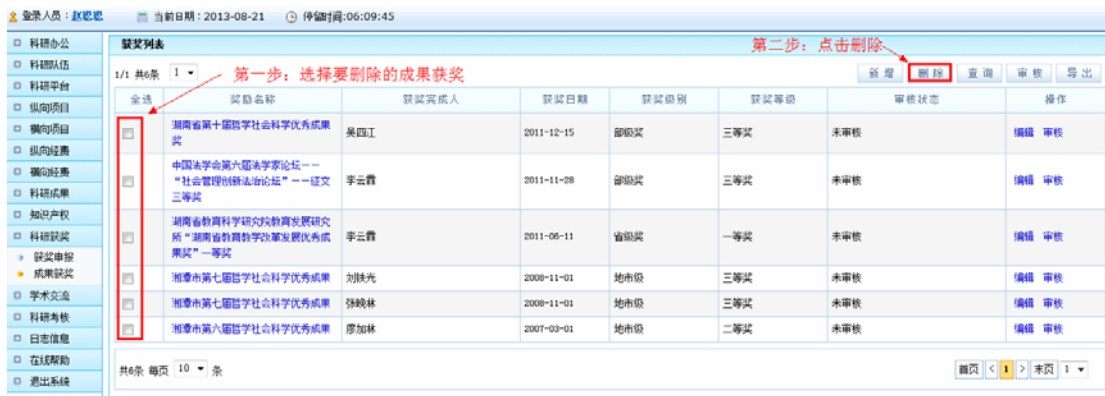 登录人员：赵聪聪 当前日期：2013-08-21 停留时间:06:09:45
科研办公
科研队伍
科研平台
纵向项目
横向项目
纵向经费
横向经费
科研成果
知识产权
科研获奖
获奖申报
成果获奖
学术交流
科研考核
日志信息
在线帮助
退出系统
获奖列表
第二步：点击删除
1/1 共6条 1
第一步：选择要删除的成果获奖
新增 删除 查询 审核 导出
全选 奖励名称 获奖完成人 获奖日期 获奖级别 获奖等级 审核状态 操作
湖南省第十届哲学社会科学优秀成果
奖
吴四江 2011-12-15 部级奖 三等奖 未审核 编辑 审核
中国法学会第六届法学家论坛——
“社会管理创新法治论坛”——征文
三等奖
李云霖 2011-11-28 部级奖 三等奖 未审核 编辑 审核
湖南省教育科学研究院教育发展研究
所“湖南省教育教学改革发展优秀成
果奖”一等奖
李云霖 2011-06-11 省级奖 一等奖 未审核 编辑 审核
湘潭市第七届哲学社会科学优秀成果 刘铁光 2008-11-01 地市级 三等奖 未审核 编辑 审核
湘潭市第七届哲学社会科学优秀成果 张晓林 2008-11-01 地市级 三等奖 未审核 编辑 审核
湘潭市第六届哲学社会科学优秀成果 廖加林 2007-03-01 地市级 二等奖 未审核 编辑 审核
共6条 每页 10 条
首页 < 1 > 末页 1